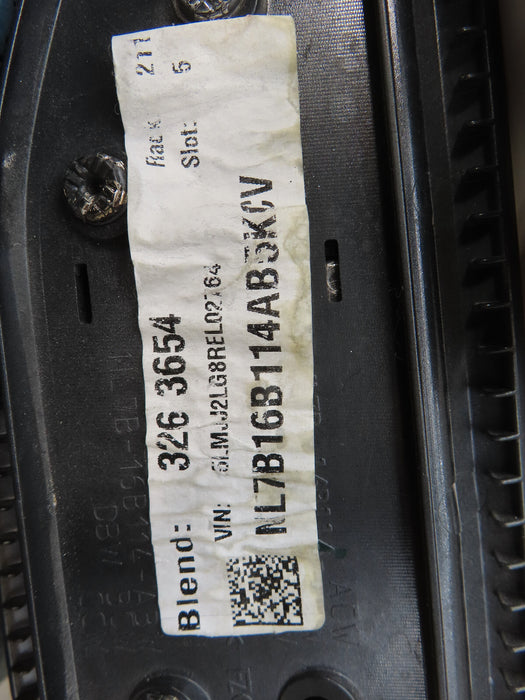 Rack 211
Slot: 5
Blend: 326 3654
VIN: 5LMJJ2LG8REL02764
NL7B16B114AB5KCV